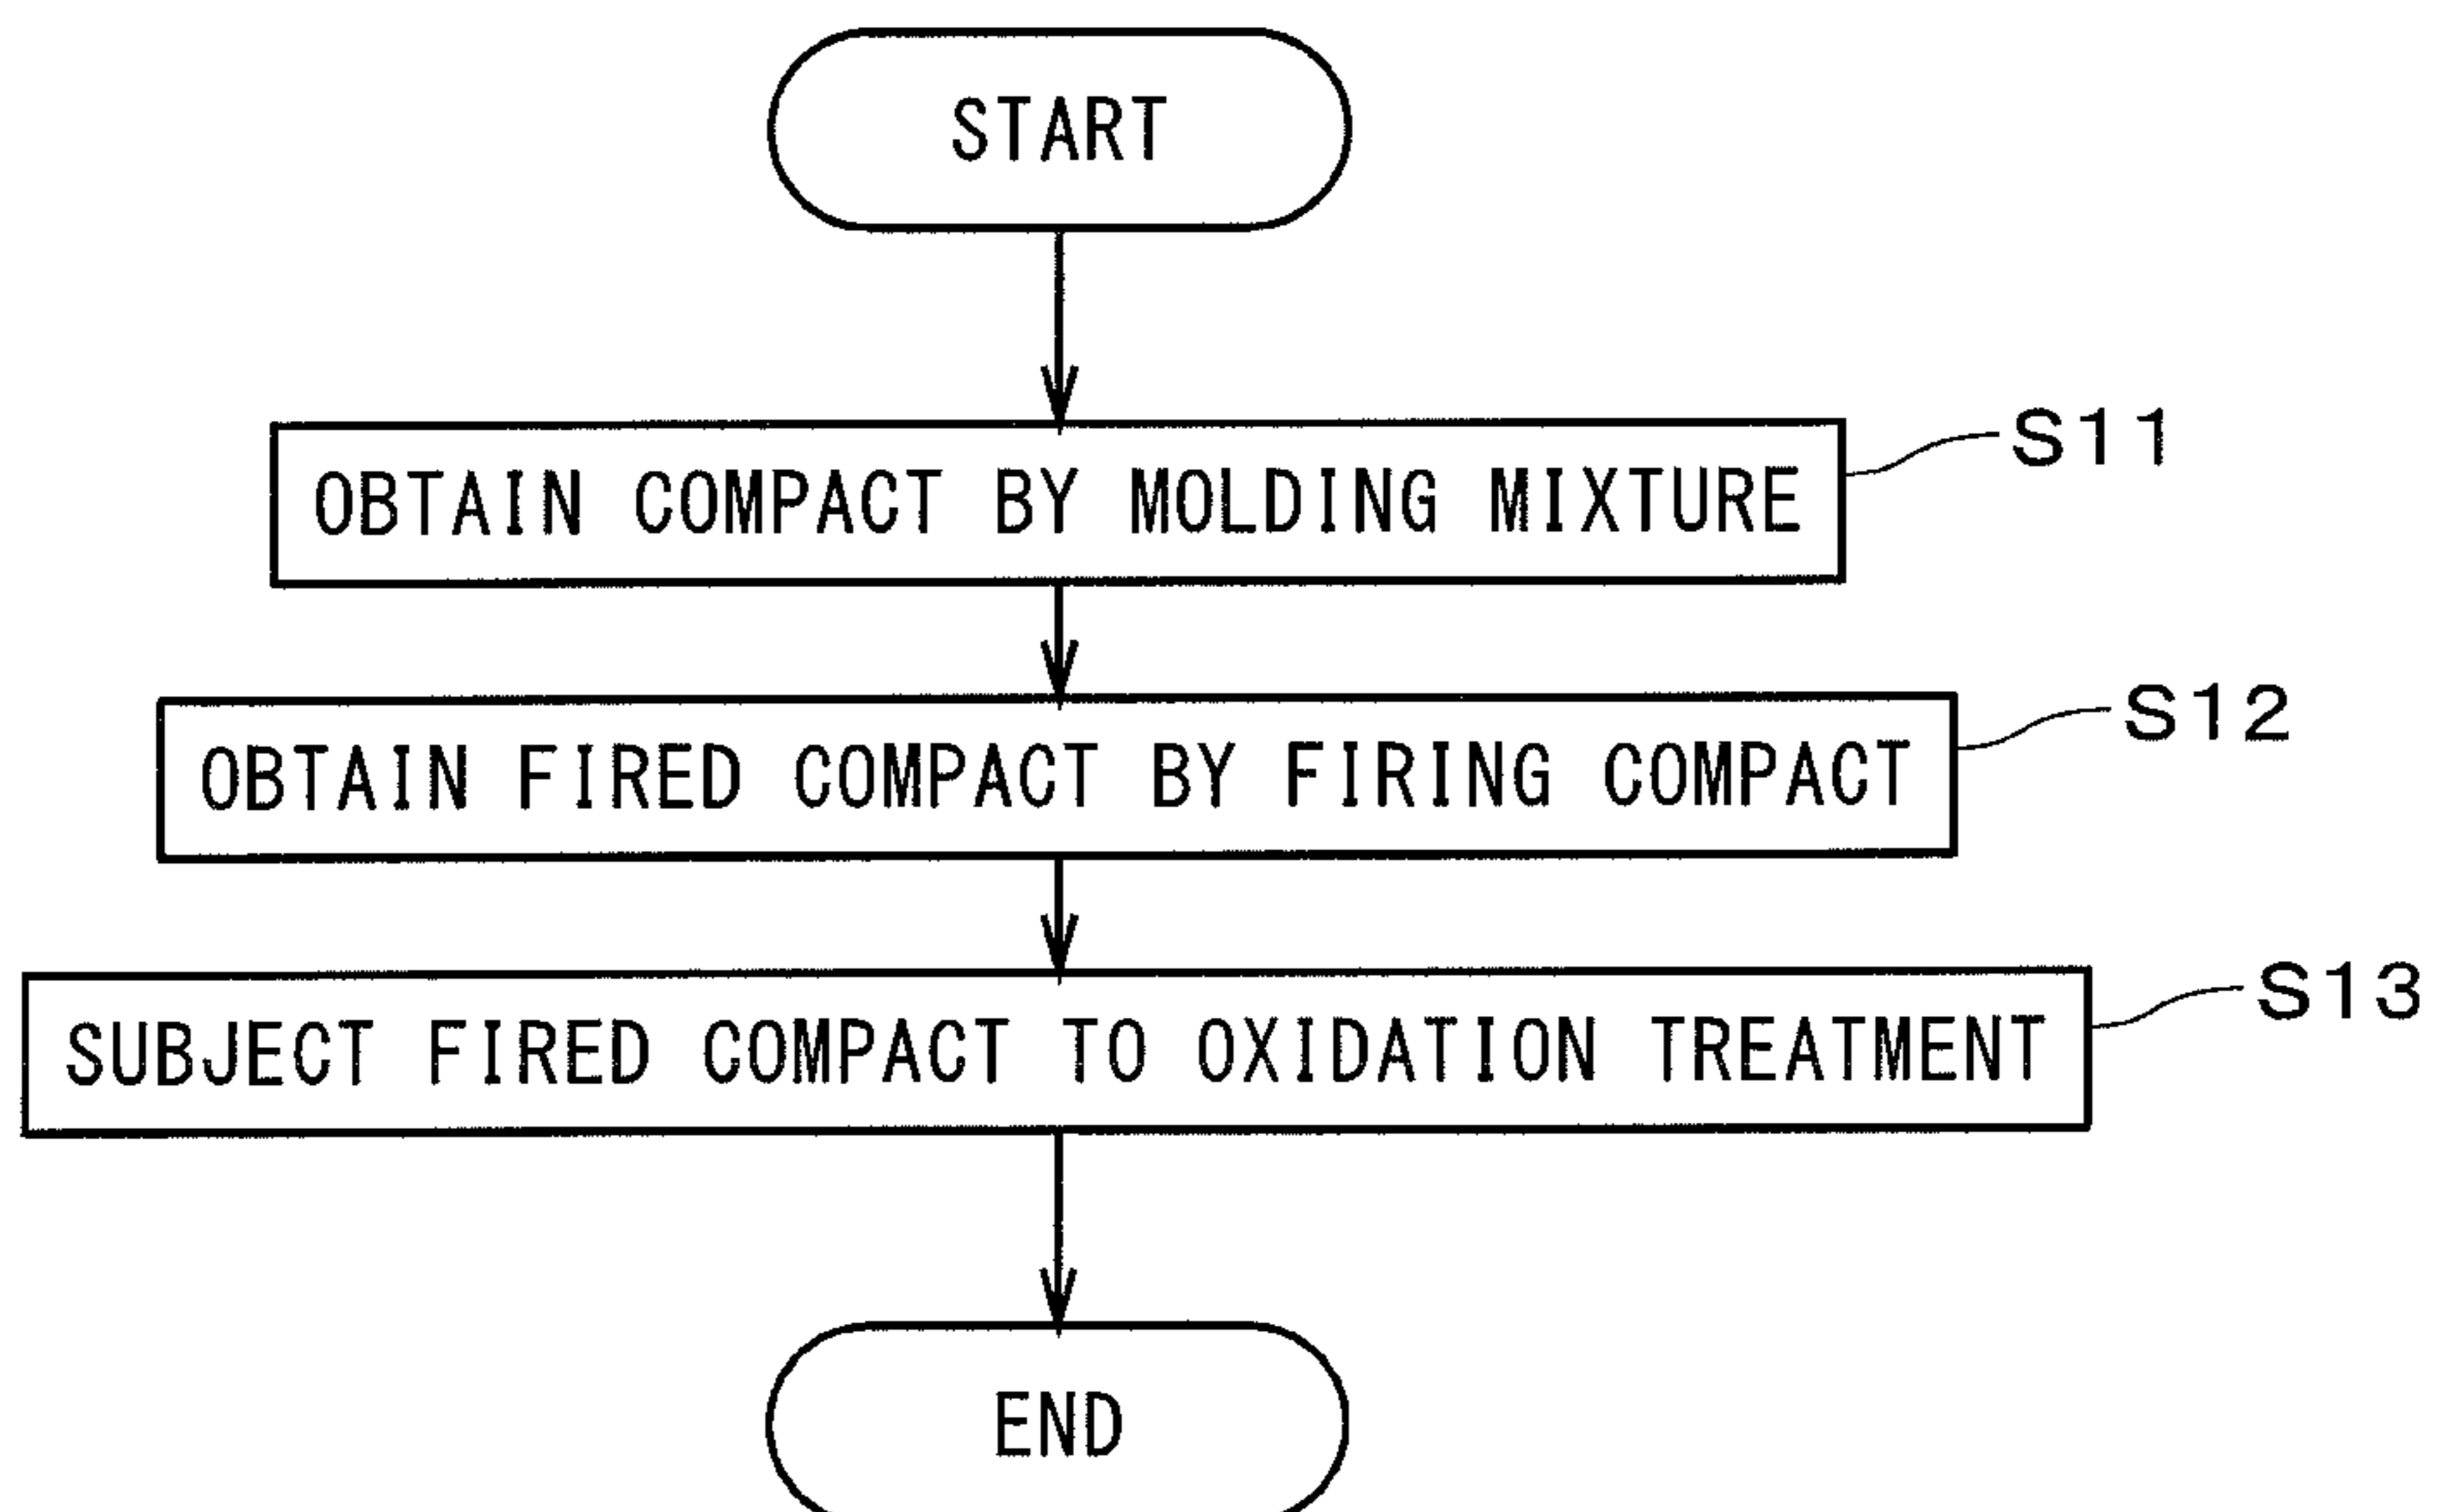 START
OBTAIN COMPACT BY MOLDING MIXTURE
S11
OBTAIN FIRED COMPACT BY FIRING COMPACT
S12
SUBJECT FIRED COMPACT TO OXIDATION TREATMENT
S13
END